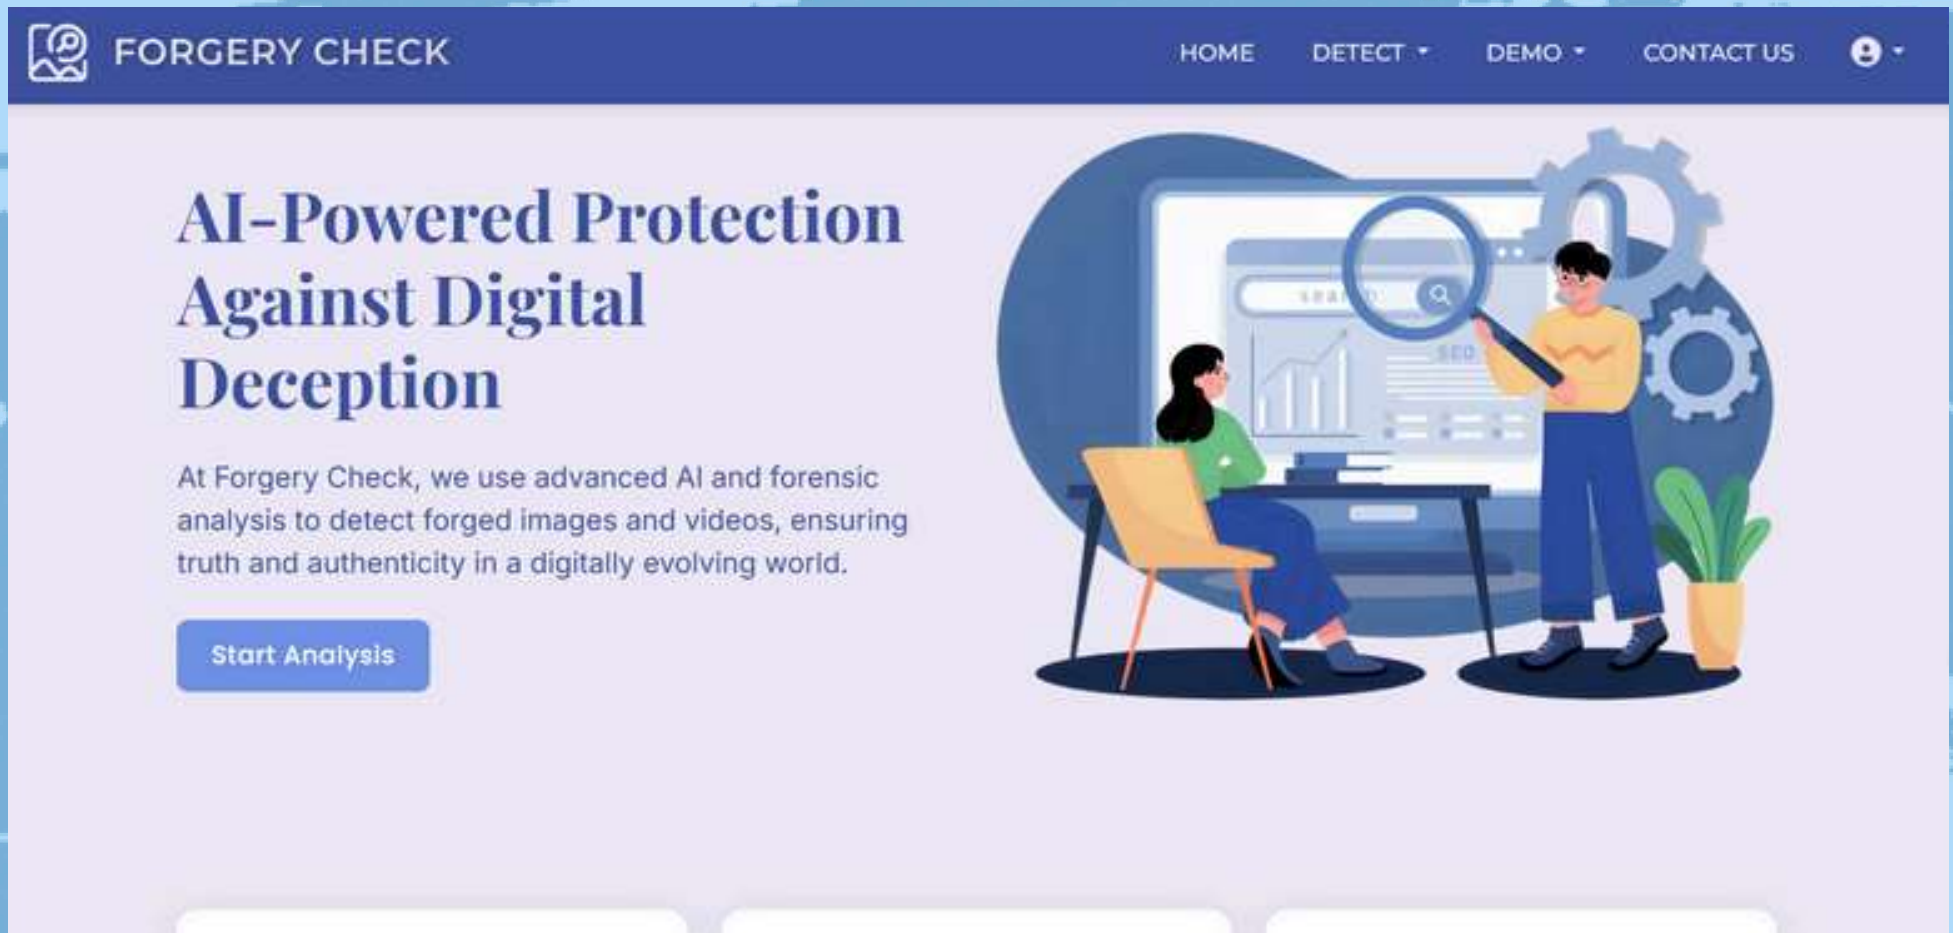 FORGERY CHECK
HOME
DETECT
DEMO
CONTACT US
AI-Powered Protection
Against Digital
Deception
At Forgery Check, we use advanced AI and forensic
analysis to detect forged images and videos, ensuring
truth and authenticity in a digitally evolving world.
Start Analysis
SEARCH
SEO